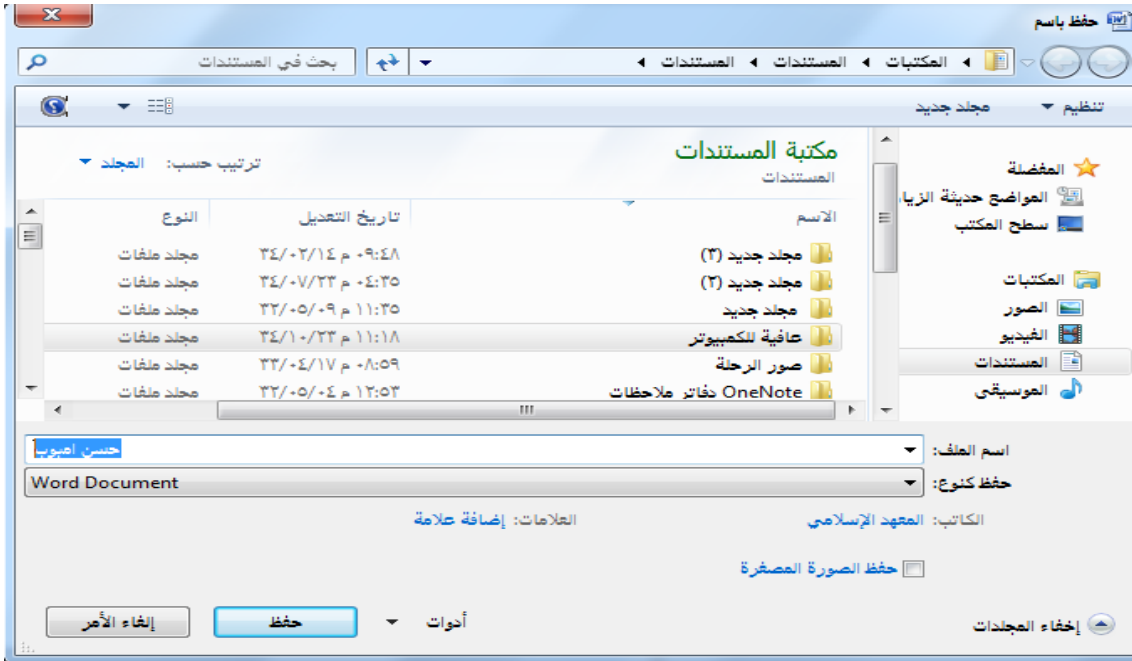 حفظ باسم
المكتبات المستندات المستندات بحث في المستندات
تنظيم مجلد جديد
المفضلة
المواضع حديثة الزيا
سطح المكتب
المكتبات
الصور
الفيديو
المستندات
الموسيقى
مكتبة المستندات
المستندات
ترتيب حسب: المجلد
الاسم تاريخ التعديل النوع
مجلد جديد (٣) ٠٩:٤٨ م ٣٤/٠٢/١٤ مجلد ملفات
مجلد جديد (٢) ٠٤:٢٥ م ٣٤/٠٧/٢٣ مجلد ملفات
مجلد جديد ١١:٢٥ م ٣٢/٠٥/٠٩ مجلد ملفات
عافية للكمبيوتر ١١:١٨ م ٣٤/١٠/٢٣ مجلد ملفات
صور الرحلة ٠٨:٥٩ م ٣٣/٠٤/١٧ مجلد ملفات
OneNote دفاتر ملاحظات ١٢:٥٣ م ٣٢/٠٥/٠٤ مجلد ملفات
اسم الملف: حسن اهبوب
حفظ كنوع: Word Document
الكاتب: المعهد الإسلامي العلامات: إضافة علامة
حفظ الصورة المصغرة
إخفاء المجلدات أدوات حفظ إلغاء الأمر